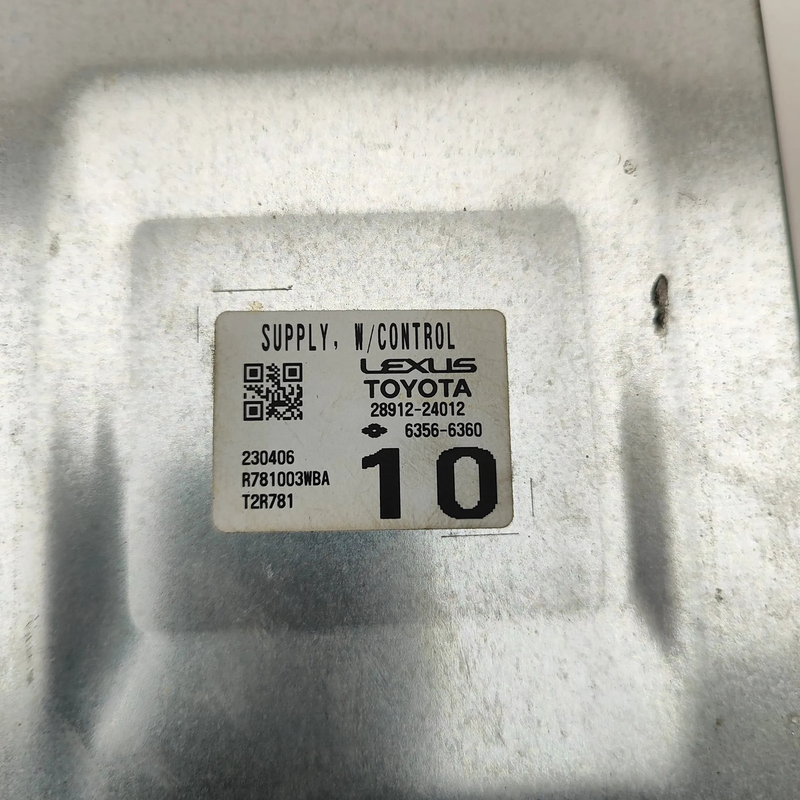 SUPPLY, W/CONTROL
LEXUS
TOYOTA
28912-24012
6356-6360
230406
R781003WBA
T2R781
10